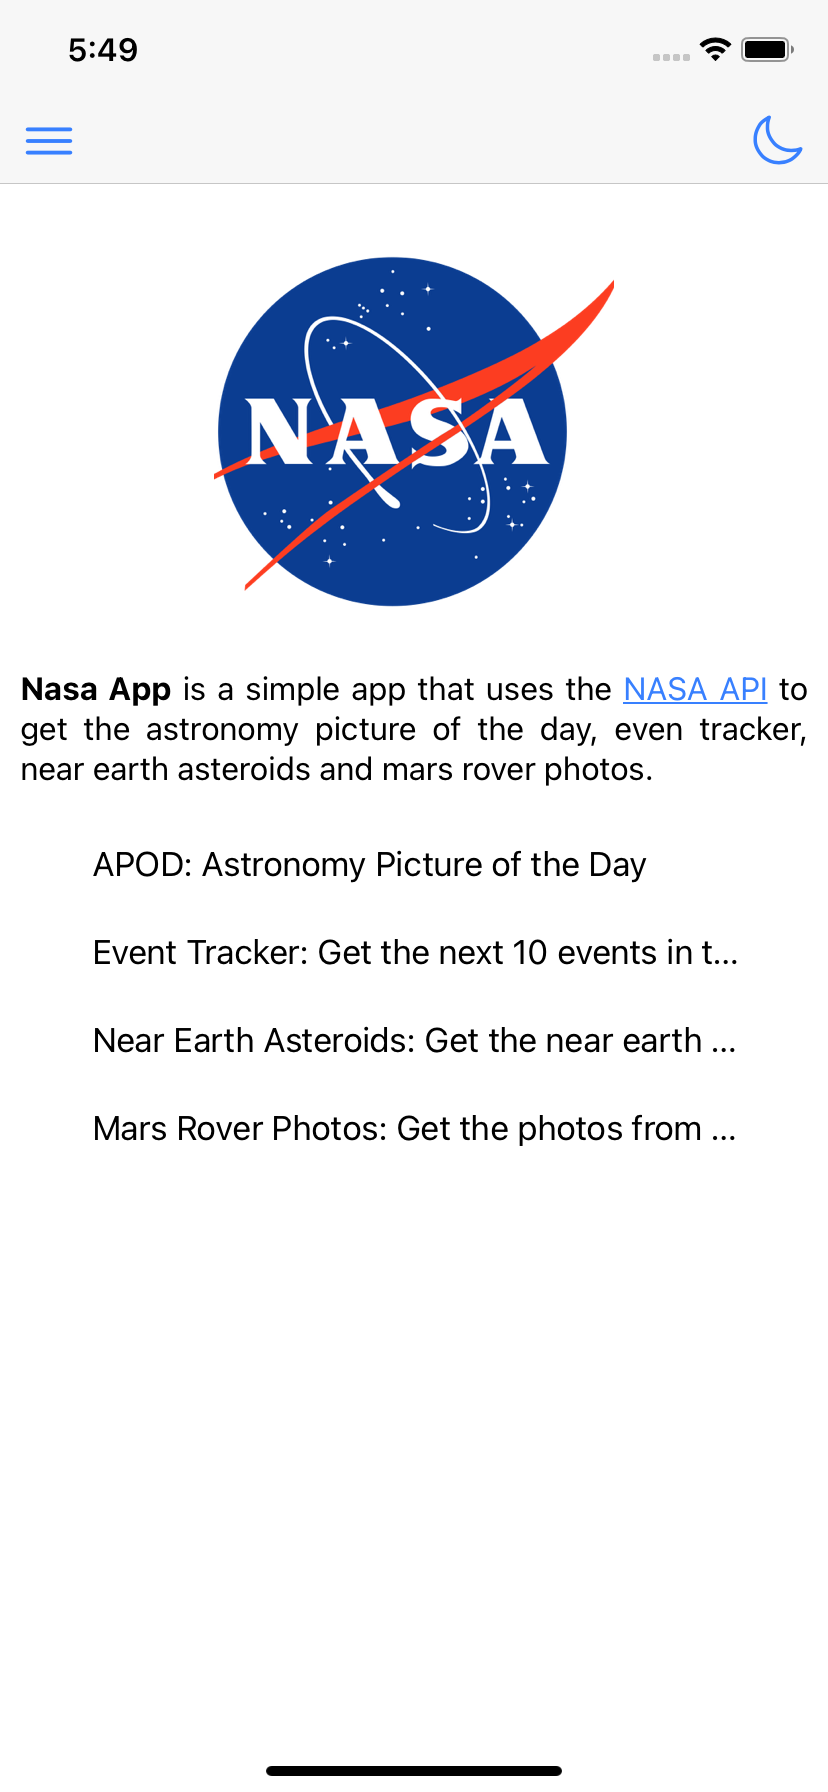 5:49
NASA
Nasa App is a simple app that uses the NASA API to
get the astronomy picture of the day, even tracker,
near earth asteroids and mars rover photos.
APOD: Astronomy Picture of the Day
Event Tracker: Get the next 10 events in t...
Near Earth Asteroids: Get the near earth ...
Mars Rover Photos: Get the photos from ...